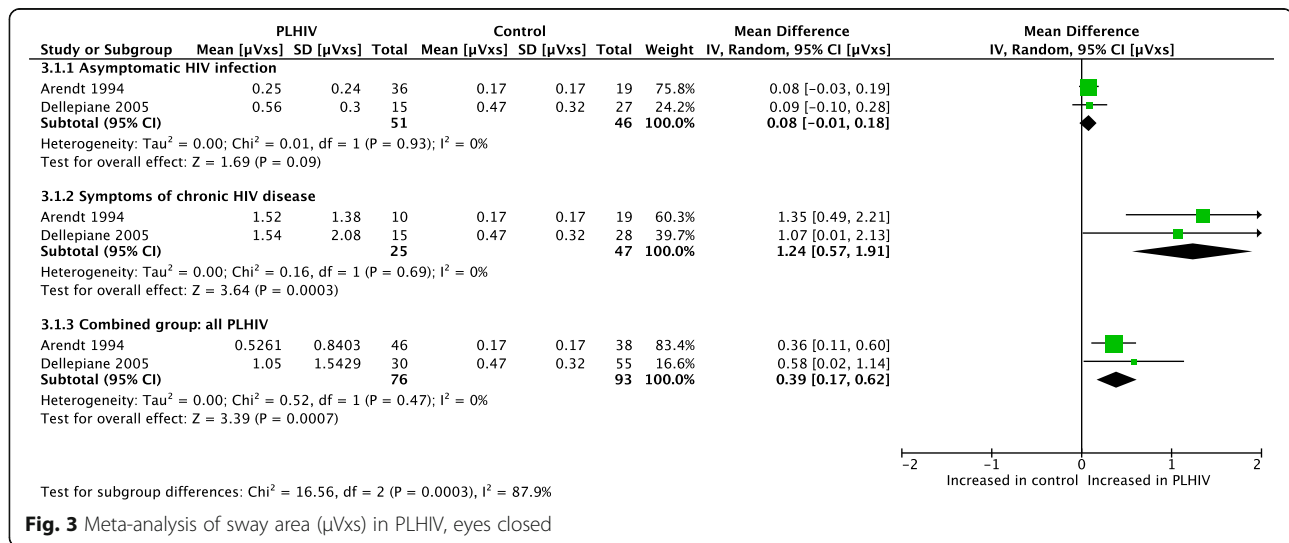 PLHIV Control Mean Difference Mean Difference
Study or Subgroup Mean [µVxs] SD [µVxs] Total Mean [µVxs] SD [µVxs] Total Weight IV, Random, 95% CI [µVxs] IV, Random, 95% CI [µVxs]
3.1.1 Asymptomatic HIV infection
Arendt 1994 0.25 0.24 36 0.17 0.17 19 75.8% 0.08 [-0.03, 0.19]
Dellepiane 2005 0.56 0.3 15 0.47 0.32 27 24.2% 0.09 [-0.10, 0.28]
Subtotal (95% CI) 51 46 100.0% 0.08 [-0.01, 0.18]
Heterogeneity: Tau² = 0.00; Chi² = 0.01, df = 1 (P = 0.93); I² = 0%
Test for overall effect: Z = 1.69 (P = 0.09)
3.1.2 Symptoms of chronic HIV disease
Arendt 1994 1.52 1.38 10 0.17 0.17 19 60.3% 1.35 [0.49, 2.21]
Dellepiane 2005 1.54 2.08 15 0.47 0.32 28 39.7% 1.07 [0.01, 2.13]
Subtotal (95% CI) 25 47 100.0% 1.24 [0.57, 1.91]
Heterogeneity: Tau² = 0.00; Chi² = 0.16, df = 1 (P = 0.69); I² = 0%
Test for overall effect: Z = 3.64 (P = 0.0003)
3.1.3 Combined group: all PLHIV
Arendt 1994 0.5261 0.8403 46 0.17 0.17 38 83.4% 0.36 [0.11, 0.60]
Dellepiane 2005 1.05 1.5429 30 0.47 0.32 55 16.6% 0.58 [0.02, 1.14]
Subtotal (95% CI) 76 93 100.0% 0.39 [0.17, 0.62]
Heterogeneity: Tau² = 0.00; Chi² = 0.52, df = 1 (P = 0.47); I² = 0%
Test for overall effect: Z = 3.39 (P = 0.0007)
-2 -1 0 1 2
Increased in control Increased in PLHIV
Test for subgroup differences: Chi² = 16.56, df = 2 (P = 0.0003), I² = 87.9%
Fig. 3 Meta-analysis of sway area (µVxs) in PLHIV, eyes closed